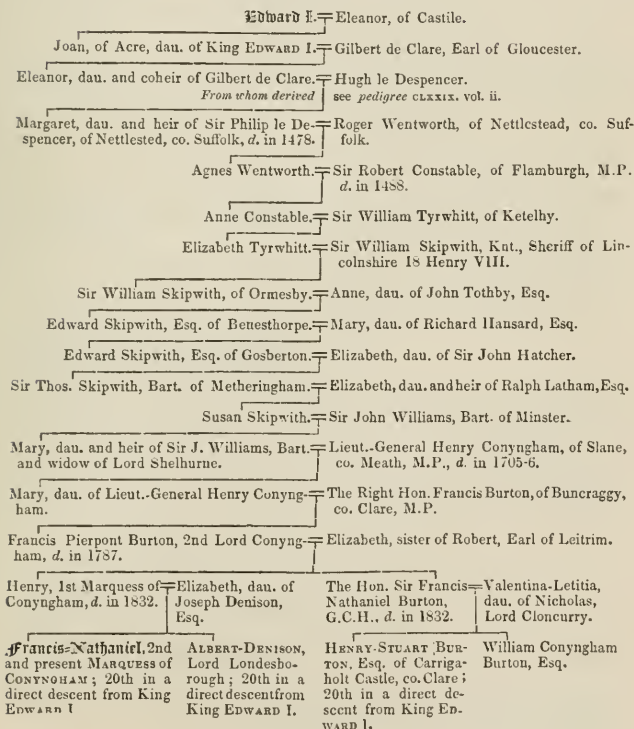 Edward I. = Eleanor, of Castile.
Joan, of Acre, dau. of King EDWARD I. = Gilbert de Clare, Earl of Gloucester.
Eleanor, dau. and coheir of Gilbert de Clare. = Hugh le Despencer.
From whom derived see pedigree CLXXIX. vol. ii.
Margaret, dau. and heir of Sir Philip le De- = Roger Wentworth, of Nettlestead, co. Suf-
spencer, of Nettlested, co. Suffolk, d. in 1478. folk.
Agnes Wentworth. = Sir Robert Constable, of Flamburgh, M.P.
d. in 1488.
Anne Constable. = Sir William Tyrwhitt, of Ketelhy.
Elizabeth Tyrwhitt. = Sir William Skipwith, Knt., Sheriff of Lin-
colnshire 18 Henry VIII.
Sir William Skipwith, of Ormesby. = Anne, dau. of John Tothby, Esq.
Edward Skipwith, Esq. of Benesthorpe. = Mary, dau. of Richard Hansard, Esq.
Edward Skipwith, Esq. of Gosberton. = Elizabeth, dau. of Sir John Hatcher.
Sir Thos. Skipwith, Bart. of Metheringham. = Elizabeth, dau. and heir of Ralph Latham, Esq.
Susan Skipwith. = Sir John Williams, Bart. of Minster.
Mary, dau. and heir of Sir J. Williams, Bart. = Lieut.-General Henry Conyngham, of Slane,
and widow of Lord Shelhurne. co. Meath, M.P., d. in 1705-6.
Mary, dau. of Lieut.-General Henry Conyng- = The Right Hon. Francis Burton, of Buncraggy,
ham. co. Clare, M.P.
Francis Pierpont Burton, 2nd Lord Conyng- = Elizabeth, sister of Robert, Earl of Leitrim.
ham, d. in 1787.
Henry, 1st Marquess of = Elizabeth, dau. of The Hon. Sir Francis = Valentina-Letitia,
Conyngham, d. in 1832. Joseph Denison, Nathaniel Burton, dau. of Nicholas,
Esq. G.C.H., d. in 1832. Lord Cloncurry.
Francis-Nathaniel, 2nd ALBERT-DENISON, HENRY-STUART BUR- William Conyngham
and present MARQUESS of Lord Londesbo- TON, Esq. of Carriga- Burton, Esq.
CONYNGHAM; 20th in a rough; 20th in a holt Castle, co. Clare;
direct descent from King direct descent from 20th in a direct de-
EDWARD I King EDWARD I. scent from King ED-
WARD I.